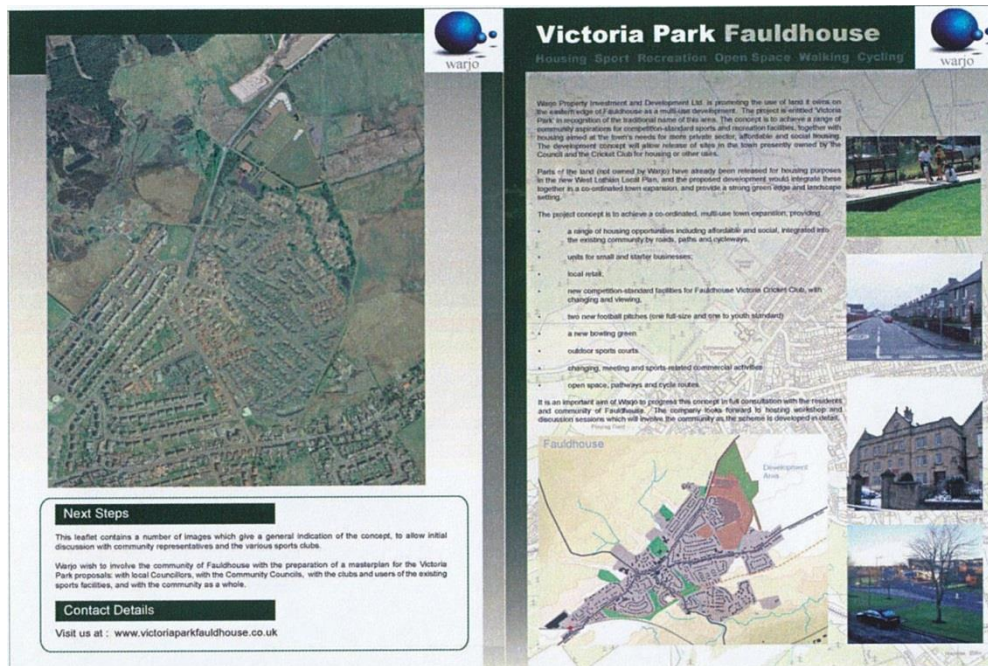 warjo
Next Steps
This leaflet contains a number of images which give a general indication of the concept, to allow initial
discussion with community representatives and the various sports clubs.
Warjo wish to involve the community of Fauldhouse with the preparation of a masterplan for the Victoria
Park proposals: with local Councillors, with the Community Councils, with the clubs and users of the existing
sports facilities, and with the community as a whole.
Contact Details
Visit us at : www.victoriaparkfauldhouse.co.uk
Victoria Park Fauldhouse
Housing Sport Recreation Open Space Walking Cycling
warjo
Warjo Property Investment and Development Ltd. is promoting the use of land it owns on
the eastern edge of Fauldhouse as a multi-use development. The project is entitled 'Victoria
Park' in recognition of the traditional name of this area. The concept is to achieve a range of
community aspirations for competition-standard sports and recreation facilities, together with
housing aimed at the town's needs for more private sector, affordable and social housing.
The development concept will allow release of sites in the town presently owned by the
Council and the Cricket Club for housing or other uses.
Parts of the land (not owned by Warjo) have already been released for housing purposes
in the new West Lothian Local Plan, and the proposed development would integrate these
together in a co-ordinated town expansion, and provide a strong green edge and landscape
setting.
The project concept is to achieve a co-ordinated, multi-use town expansion, providing:
• a range of housing opportunities including affordable and social, integrated into
the existing community by roads, paths and cycleways,
• units for small and starter businesses;
• local retail;
• new competition-standard facilities for Fauldhouse Victoria Cricket Club, with
changing and viewing,
• two new football pitches (one full-size and one to youth standard)
• a new bowling green
• outdoor sports courts
• changing, meeting and sports-related commercial activities
• open space, pathways and cycle routes.
It is an important aim of Warjo to progress this concept in full consultation with the residents
and community of Fauldhouse. The company looks forward to hosting workshop and
discussion sessions which will involve the community as the scheme is developed in detail.
Playing Field
Fauldhouse
Development
Area